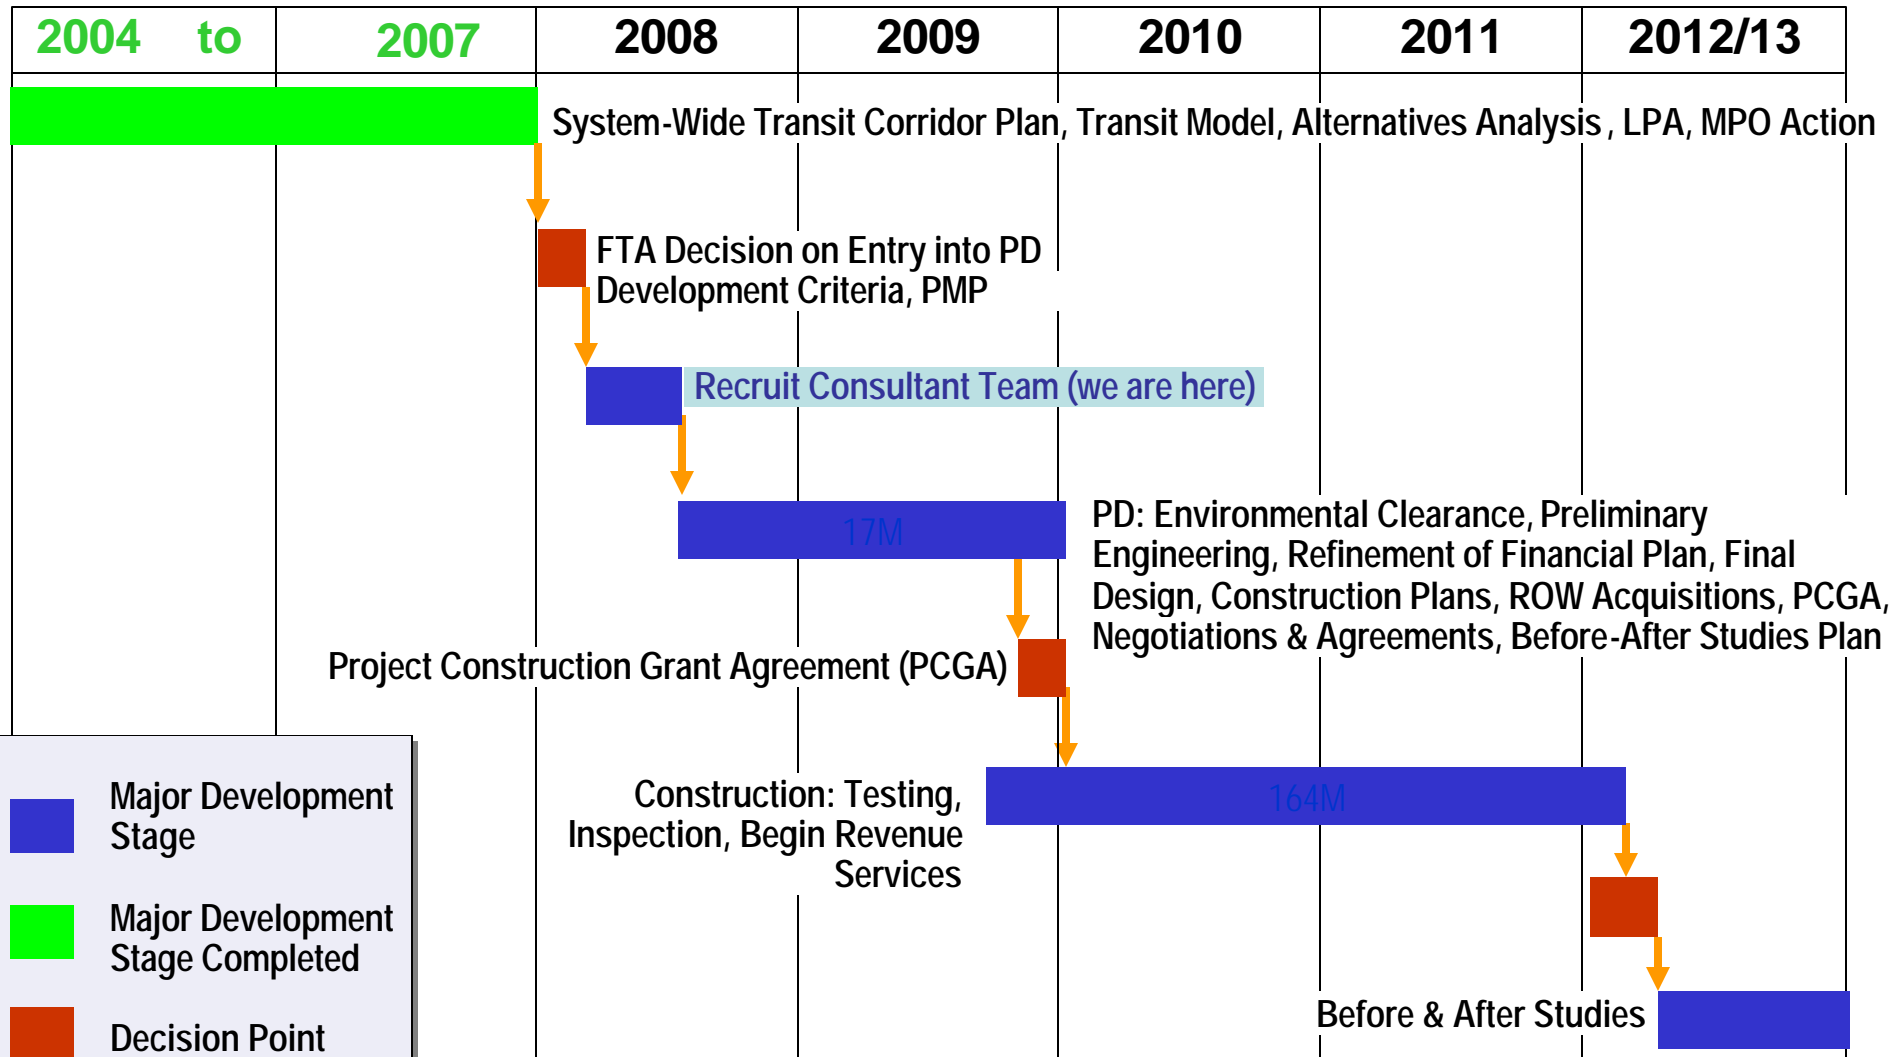 2004 to 2007 2008 2009 2010 2011 2012/13
System-Wide Transit Corridor Plan, Transit Model, Alternatives Analysis, LPA, MPO Action
FTA Decision on Entry into PD
Development Criteria, PMP
Recruit Consultant Team (we are here)
17M
PD: Environmental Clearance, Preliminary
Engineering, Refinement of Financial Plan, Final
Design, Construction Plans, ROW Acquisitions, PCGA,
Negotiations & Agreements, Before-After Studies Plan
Project Construction Grant Agreement (PCGA)
Construction: Testing,
Inspection, Begin Revenue
Services
164M
Before & After Studies
Major Development
Stage
Major Development
Stage Completed
Decision Point